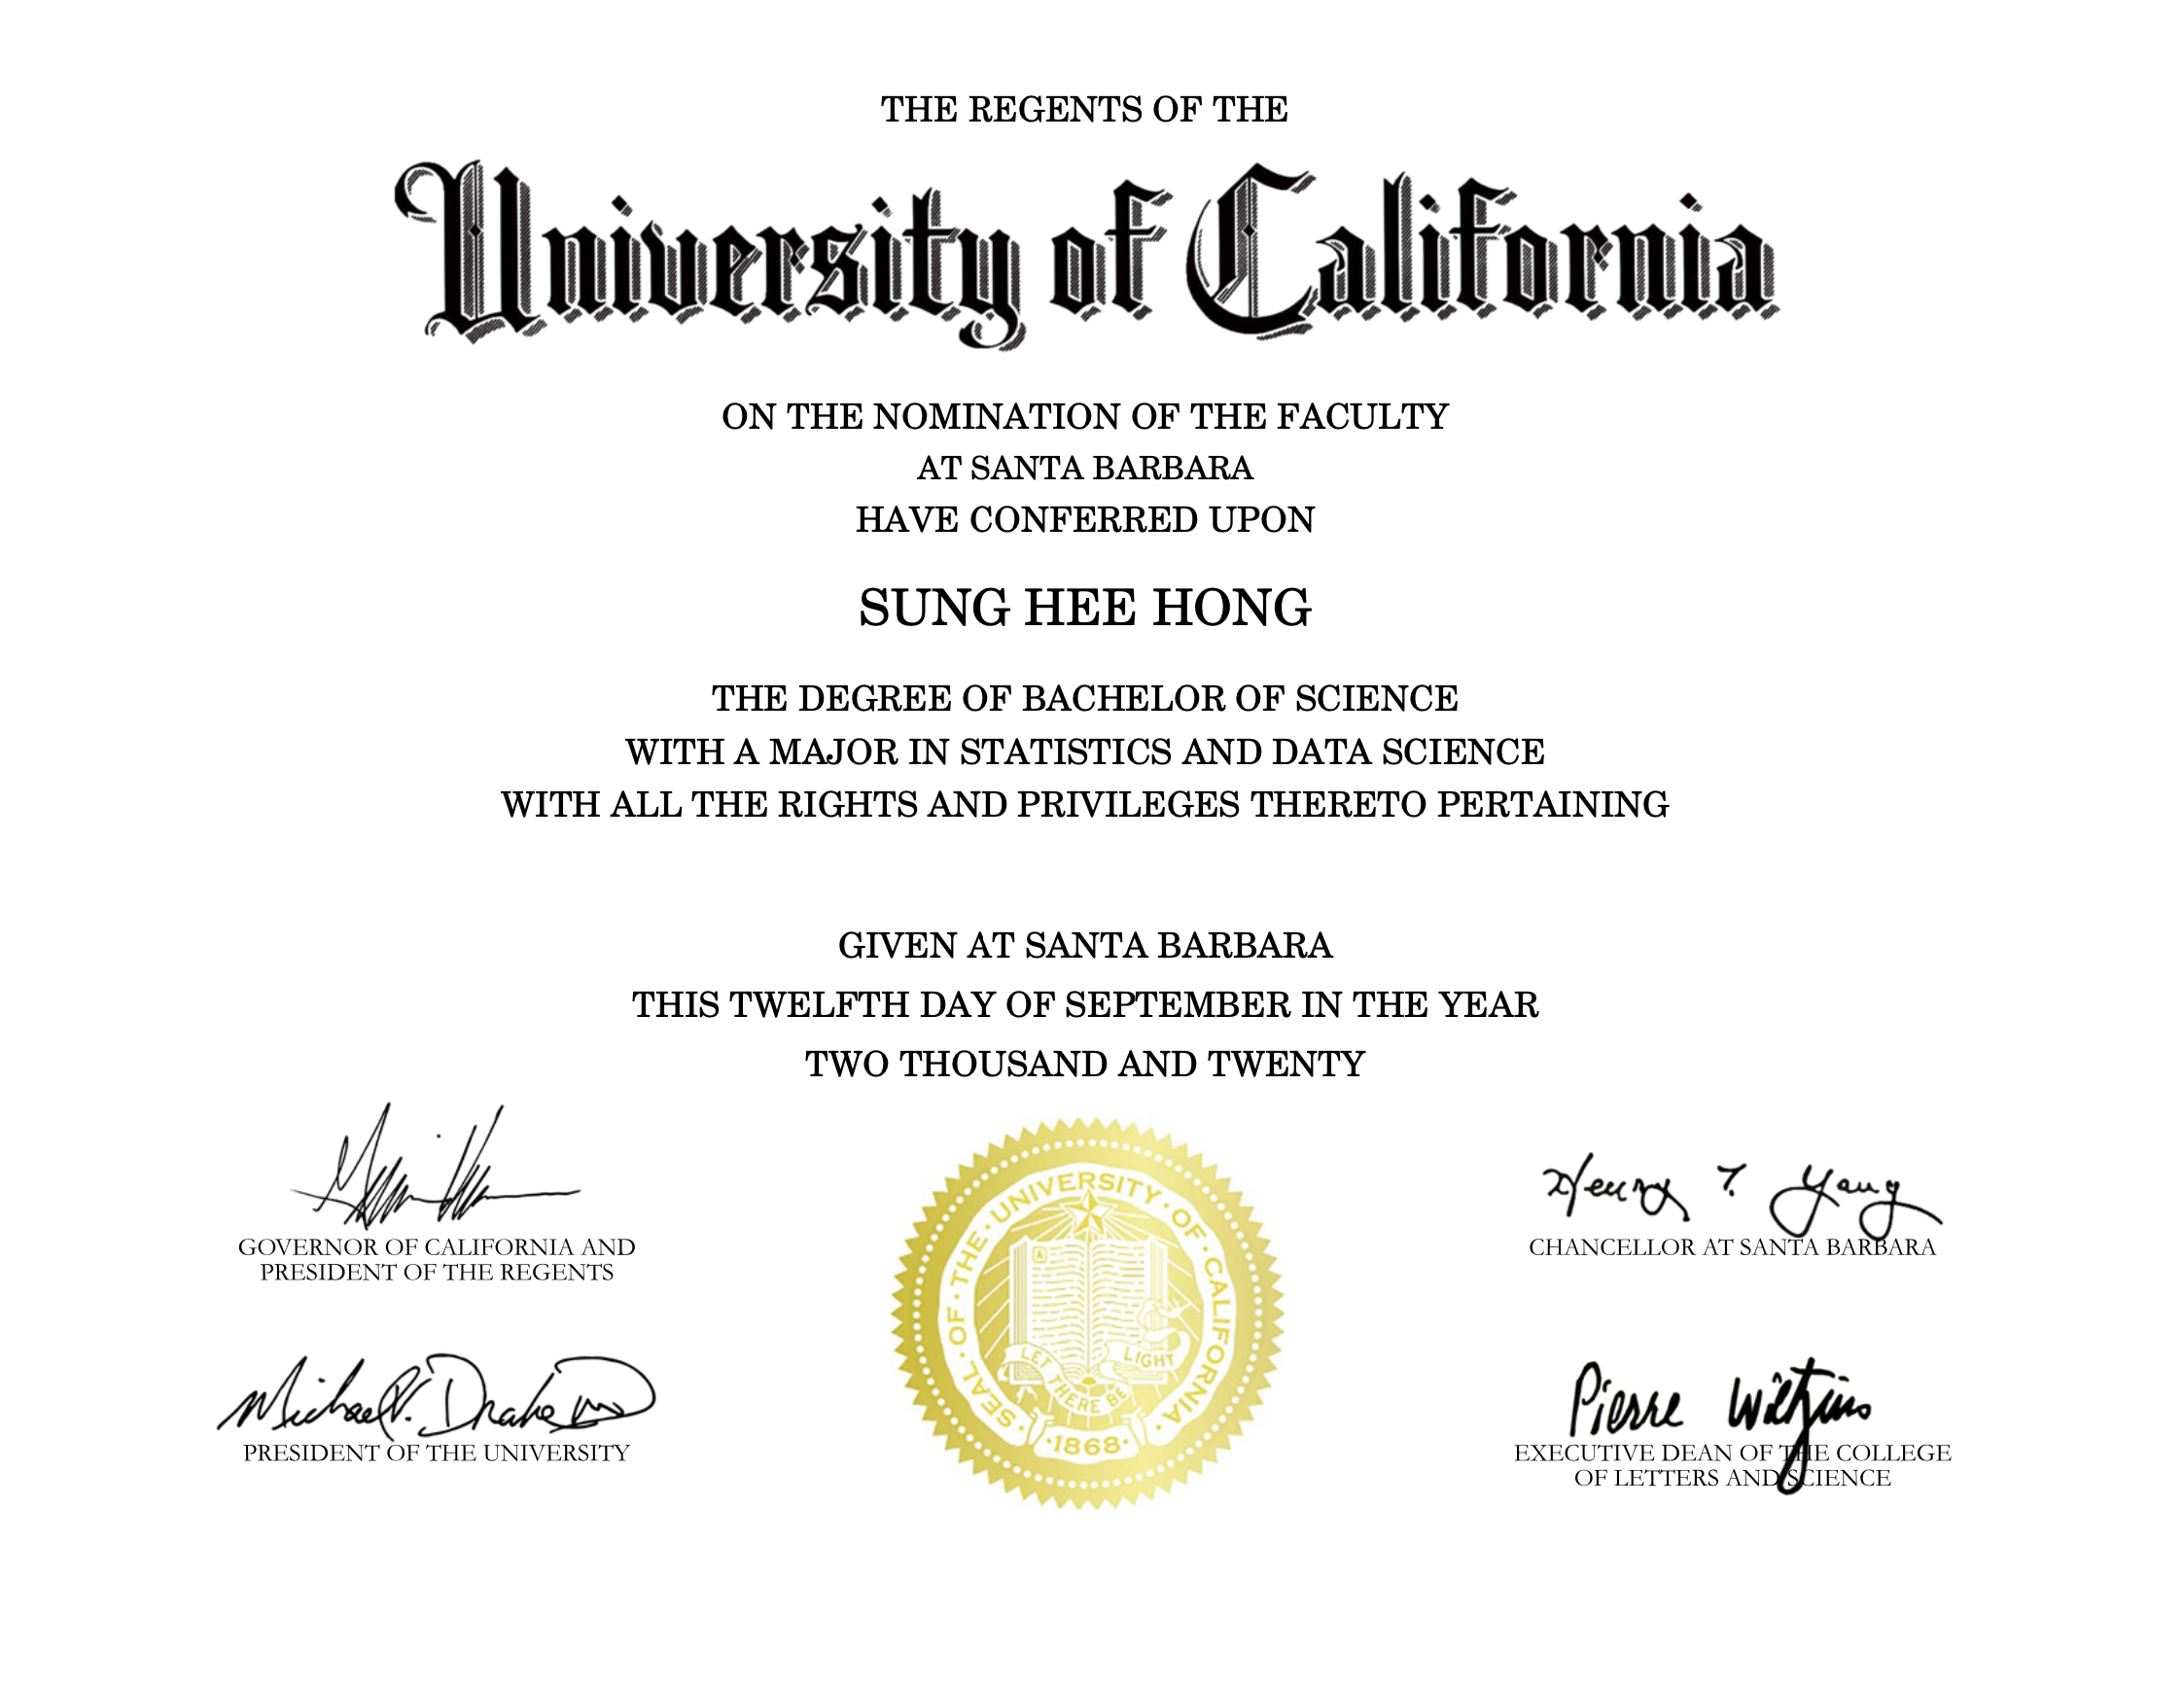 THE REGENTS OF THE
University of California
ON THE NOMINATION OF THE FACULTY
AT SANTA BARBARA
HAVE CONFERRED UPON
SUNG HEE HONG
THE DEGREE OF BACHELOR OF SCIENCE
WITH A MAJOR IN STATISTICS AND DATA SCIENCE
WITH ALL THE RIGHTS AND PRIVILEGES THERETO PERTAINING
GIVEN AT SANTA BARBARA
THIS TWELFTH DAY OF SEPTEMBER IN THE YEAR
TWO THOUSAND AND TWENTY
GOVERNOR OF CALIFORNIA AND
PRESIDENT OF THE REGENTS
Michael V. Drake MD
PRESIDENT OF THE UNIVERSITY
SEAL · OF · THE · UNIVERSITY · OF · CALIFORNIA ·
A
LET THERE BE LIGHT
· 1868 ·
Henry T. Yang
CHANCELLOR AT SANTA BARBARA
Pierre Wiltzius
EXECUTIVE DEAN OF THE COLLEGE
OF LETTERS AND SCIENCE